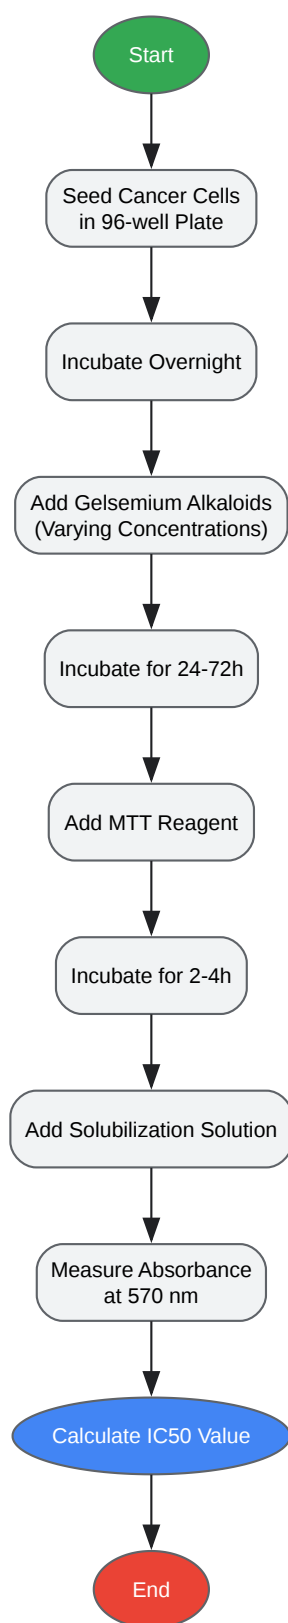 Start
Seed Cancer Cells
in 96-well Plate
Incubate Overnight
Add Gelsemium Alkaloids
(Varying Concentrations)
Incubate for 24-72h
Add MTT Reagent
Incubate for 2-4h
Add Solubilization Solution
Measure Absorbance
at 570 nm
Calculate IC50 Value
End